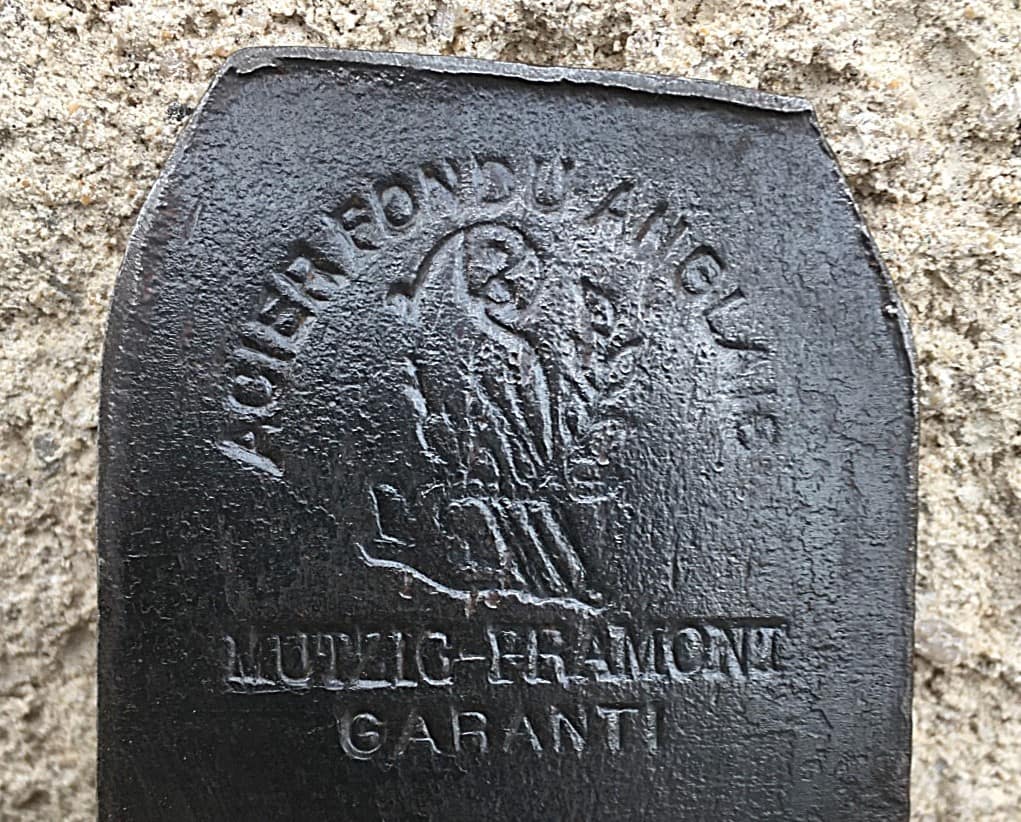 ACIER FONDU ANGLAIS
MUTZIG-FRAMONT
GARANTI